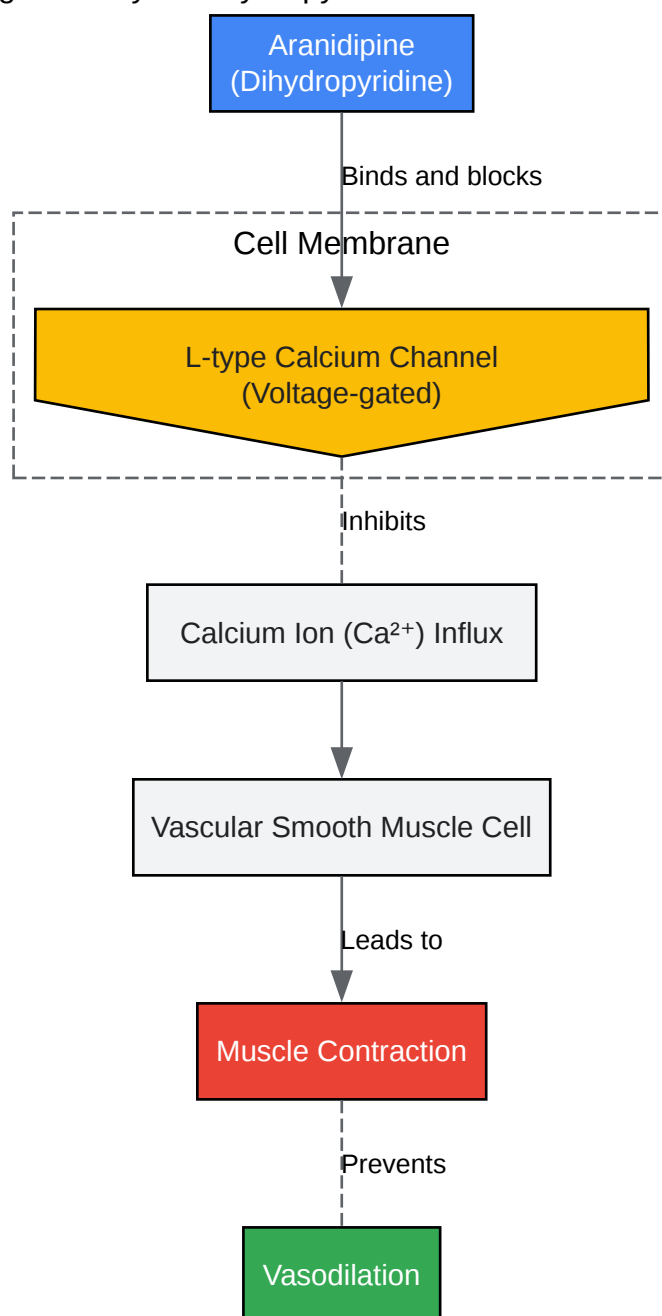 Aranidipine
(Dihydropyridine)
Binds and blocks
Cell Membrane
L-type Calcium Channel
(Voltage-gated)
Inhibits
Calcium Ion (Ca²⁺) Influx
Vascular Smooth Muscle Cell
Leads to
Muscle Contraction
Prevents
Vasodilation